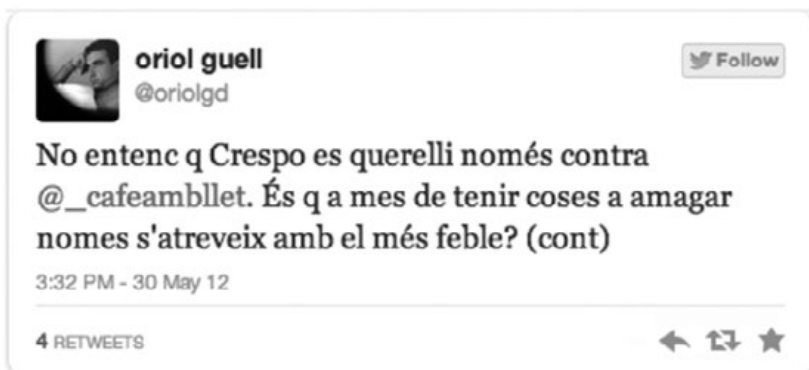 oriol guell
Follow
@oriolgd
No entenc q Crespo es querelli només contra
@_cafeambllet. És q a mes de tenir coses a amagar
nomes s'atreveix amb el més feble? (cont)
3:32 PM - 30 May 12
4 RETWEETS